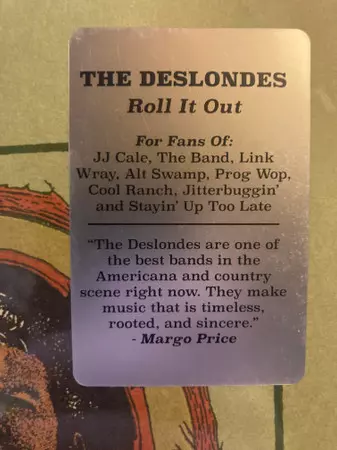 THE DESLONDES
Roll It Out
For Fans Of:
JJ Cale, The Band, Link
Wray, Alt Swamp, Prog Wop,
Cool Ranch, Jitterbuggin'
and Stayin' Up Too Late
“The Deslondes are one of
the best bands in the
Americana and country
scene right now. They make
music that is timeless,
rooted, and sincere.”
- Margo Price